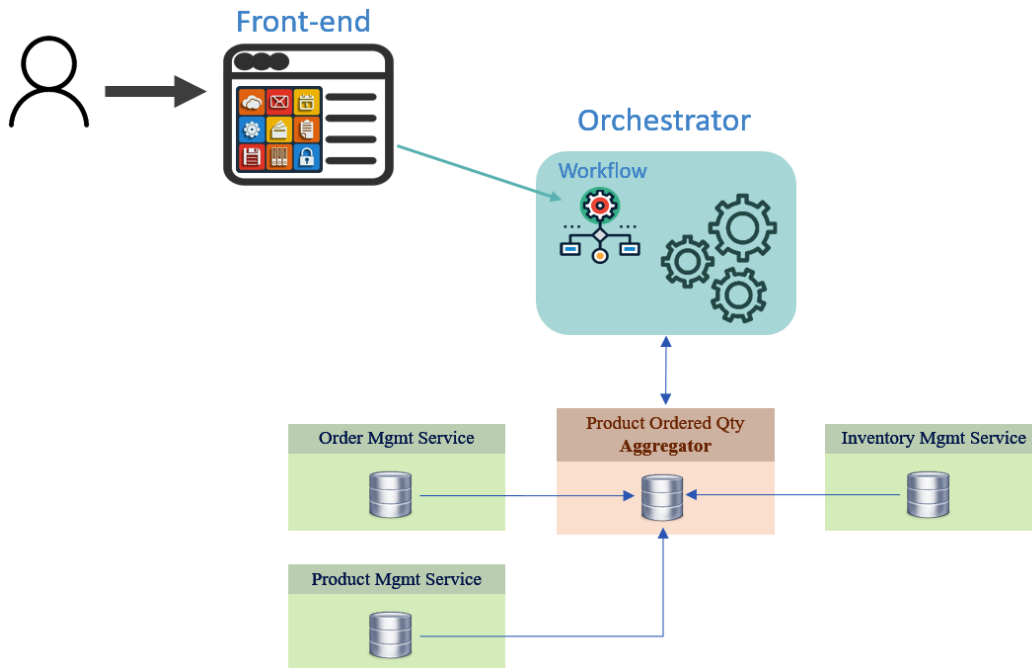 Front-end
Orchestrator
Workflow
Order Mgmt Service
Product Ordered Qty
Aggregator
Inventory Mgmt Service
Product Mgmt Service